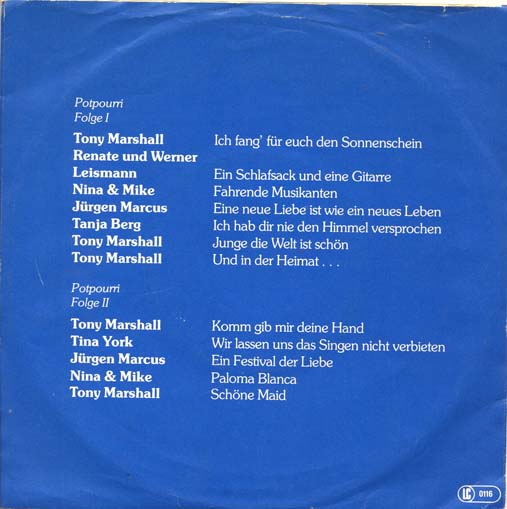 Potpourri
Folge I
Tony Marshall Ich fang' für euch den Sonnenschein
Renate und Werner
Leismann Ein Schlafsack und eine Gitarre
Nina & Mike Fahrende Musikanten
Jürgen Marcus Eine neue Liebe ist wie ein neues Leben
Tanja Berg Ich hab dir nie den Himmel versprochen
Tony Marshall Junge die Welt ist schön
Tony Marshall Und in der Heimat . . .
Potpourri
Folge II
Tony Marshall Komm gib mir deine Hand
Tina York Wir lassen uns das Singen nicht verbieten
Jürgen Marcus Ein Festival der Liebe
Nina & Mike Paloma Blanca
Tony Marshall Schöne Maid
LC 0116